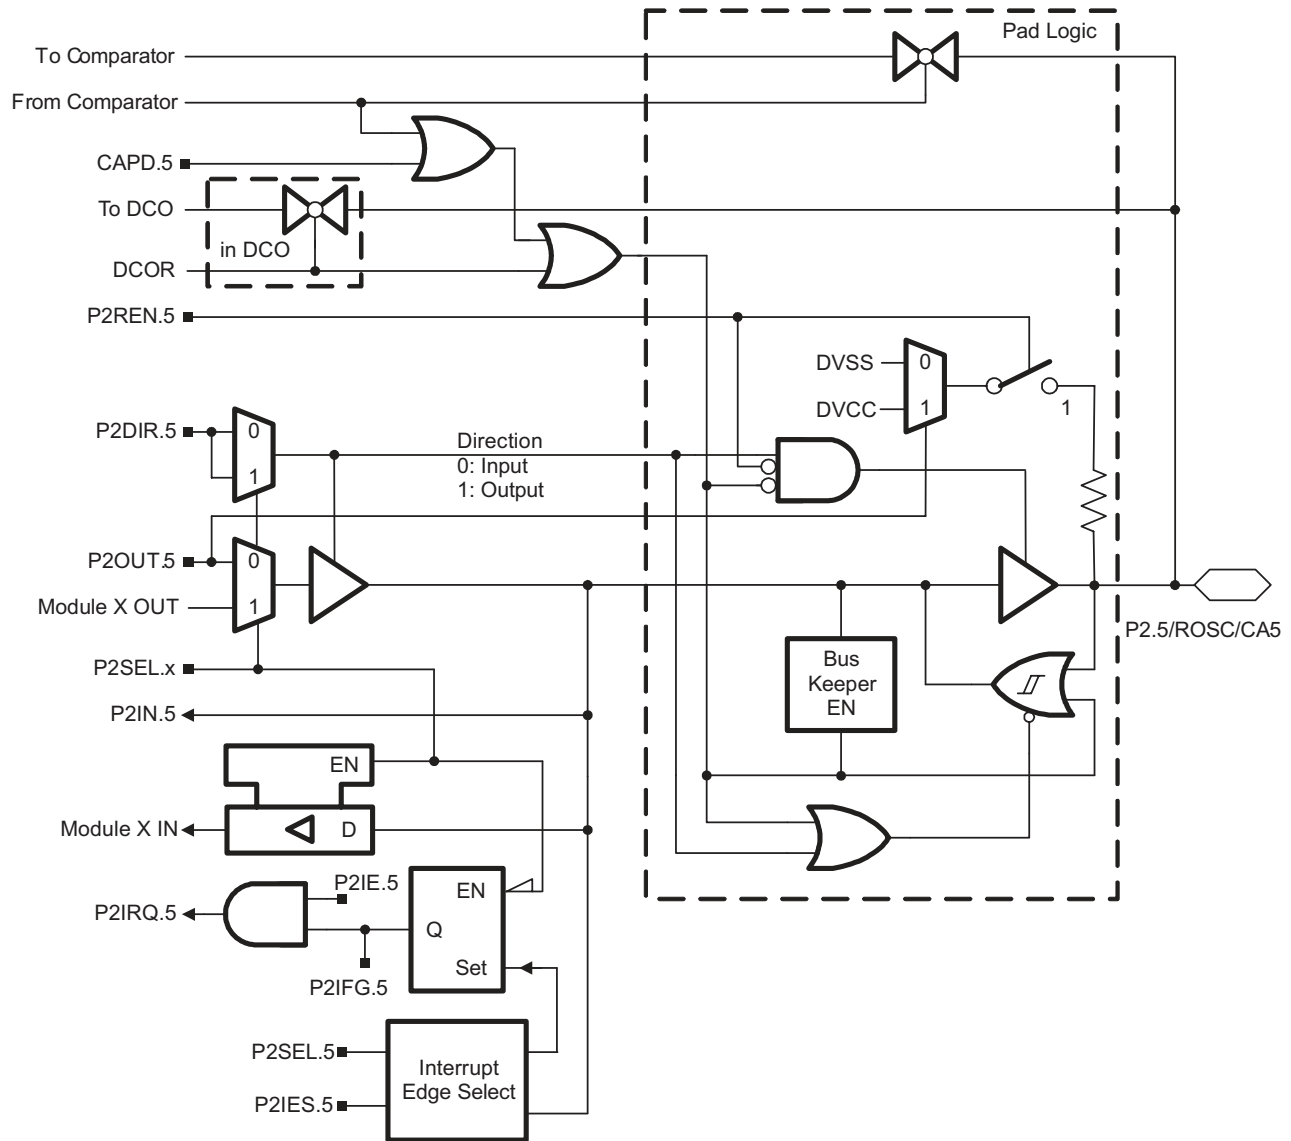 Pad Logic
To Comparator
From Comparator
CAPD.5
To DCO
in DCO
DCOR
P2REN.5
DVSS
0
DVCC
1
1
P2DIR.5
0
1
Direction
0: Input
1: Output
P2OUT.5
0
Module X OUT
1
P2.5/ROSC/CA5
P2SEL.x
Bus
Keeper
EN
P2IN.5
EN
Module X IN
D
P2IE.5
EN
P2IRQ.5
Q
Set
P2IFG.5
P2SEL.5
Interrupt
Edge Select
P2IES.5